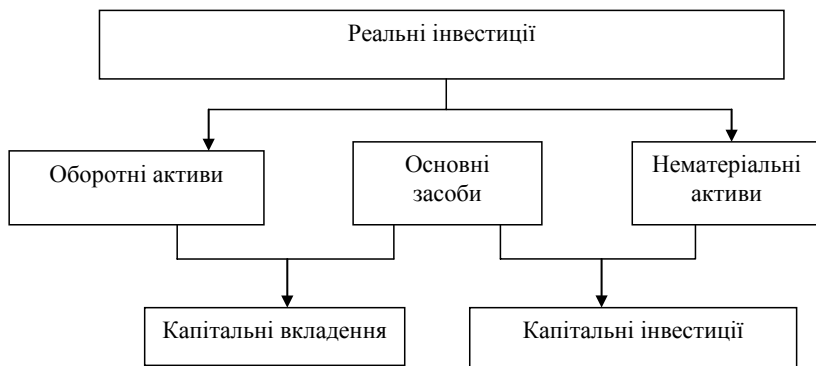 Реальні інвестиції
Оборотні активи
Основні
засоби
Нематеріальні
активи
Капітальні вкладення
Капітальні інвестиції